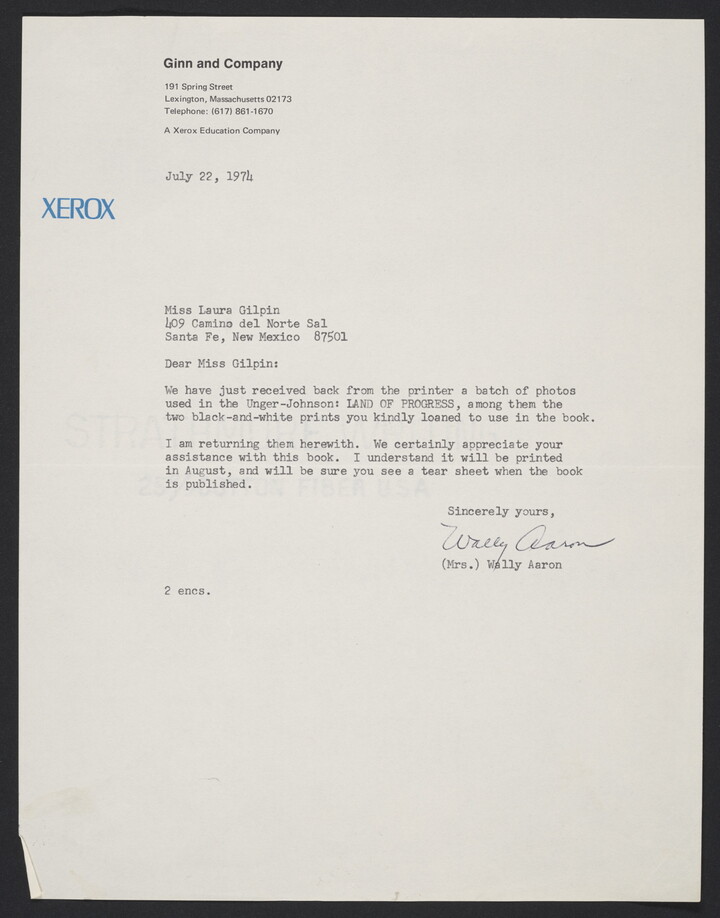 Ginn and Company
191 Spring Street
Lexington, Massachusetts 02173
Telephone: (617) 861-1670
A Xerox Education Company
July 22, 1974
XEROX
Miss Laura Gilpin
409 Camino del Norte Sal
Santa Fe, New Mexico 87501
Dear Miss Gilpin:
We have just received back from the printer a batch of photos
used in the Unger-Johnson: LAND OF PROGRESS, among them the
two black-and-white prints you kindly loaned to use in the book.
I am returning them herewith. We certainly appreciate your
assistance with this book. I understand it will be printed
in August, and will be sure you see a tear sheet when the book
is published.
Sincerely yours,
Wally Aaron
(Mrs.) Wally Aaron
2 encs.